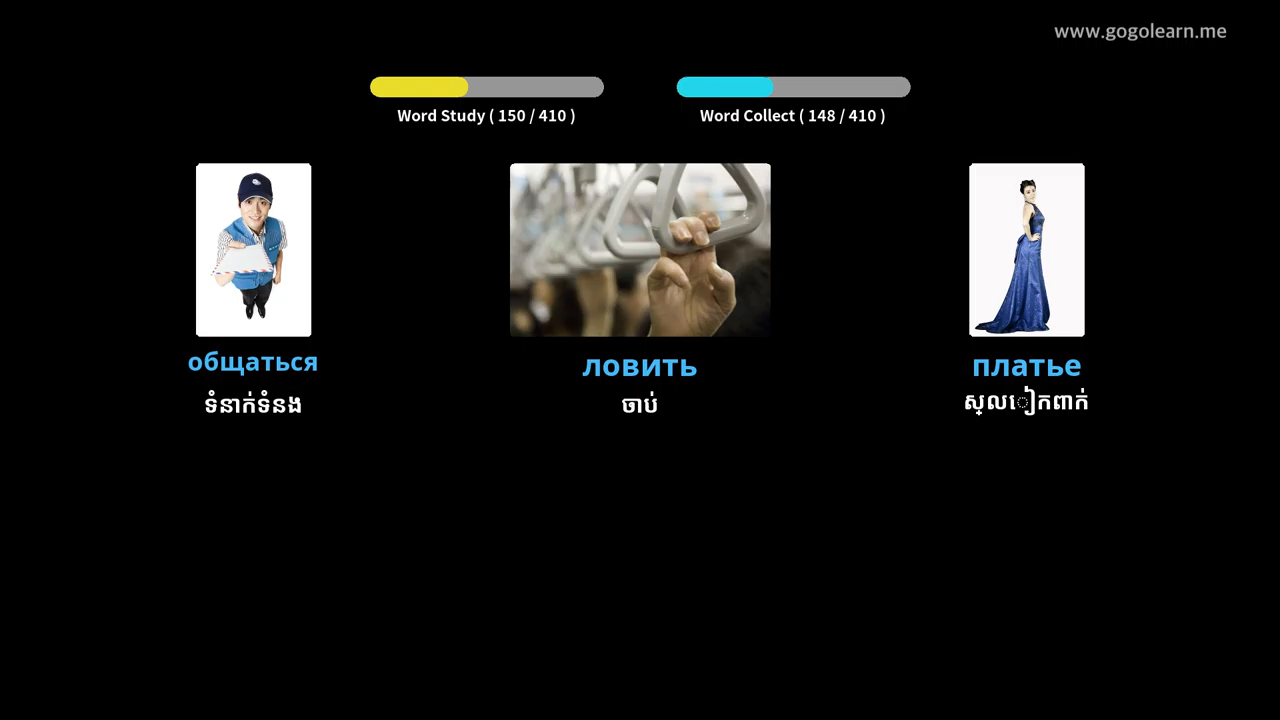 www.gogolearn.me
Word Study ( 150 / 410 )
Word Collect ( 148 / 410 )
общаться
ловить
платье
ទំនាក់ទំនង
ចាប់
ស្លៀកពាក់